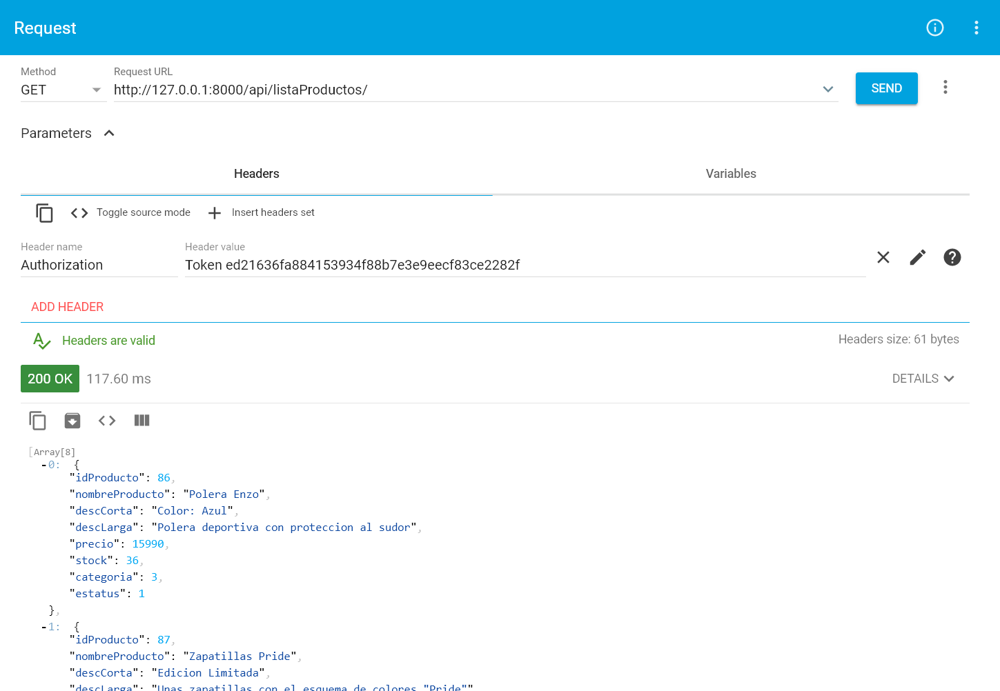 Request
Method
Request URL
GET
http://127.0.0.1:8000/api/listaProductos/
SEND
Parameters
Headers
Variables
Toggle source mode
Insert headers set
Header name
Header value
Authorization
Token ed21636fa884153934f88b7e3e9eecf83ce2282f
ADD HEADER
Headers are valid
Headers size: 61 bytes
200 OK
117.60 ms
DETAILS
[Array[8]
-0: {
"idProducto": 86,
"nombreProducto": "Polera Enzo",
"descCorta": "Color: Azul",
"descLarga": "Polera deportiva con proteccion al sudor",
"precio": 15990,
"stock": 36,
"categoria": 3,
"estatus": 1
},
-1: {
"idProducto": 87,
"nombreProducto": "Zapatillas Pride",
"descCorta": "Edicion Limitada",
"descLarga": "Unas zapatillas con el esquema de colores "Pride""